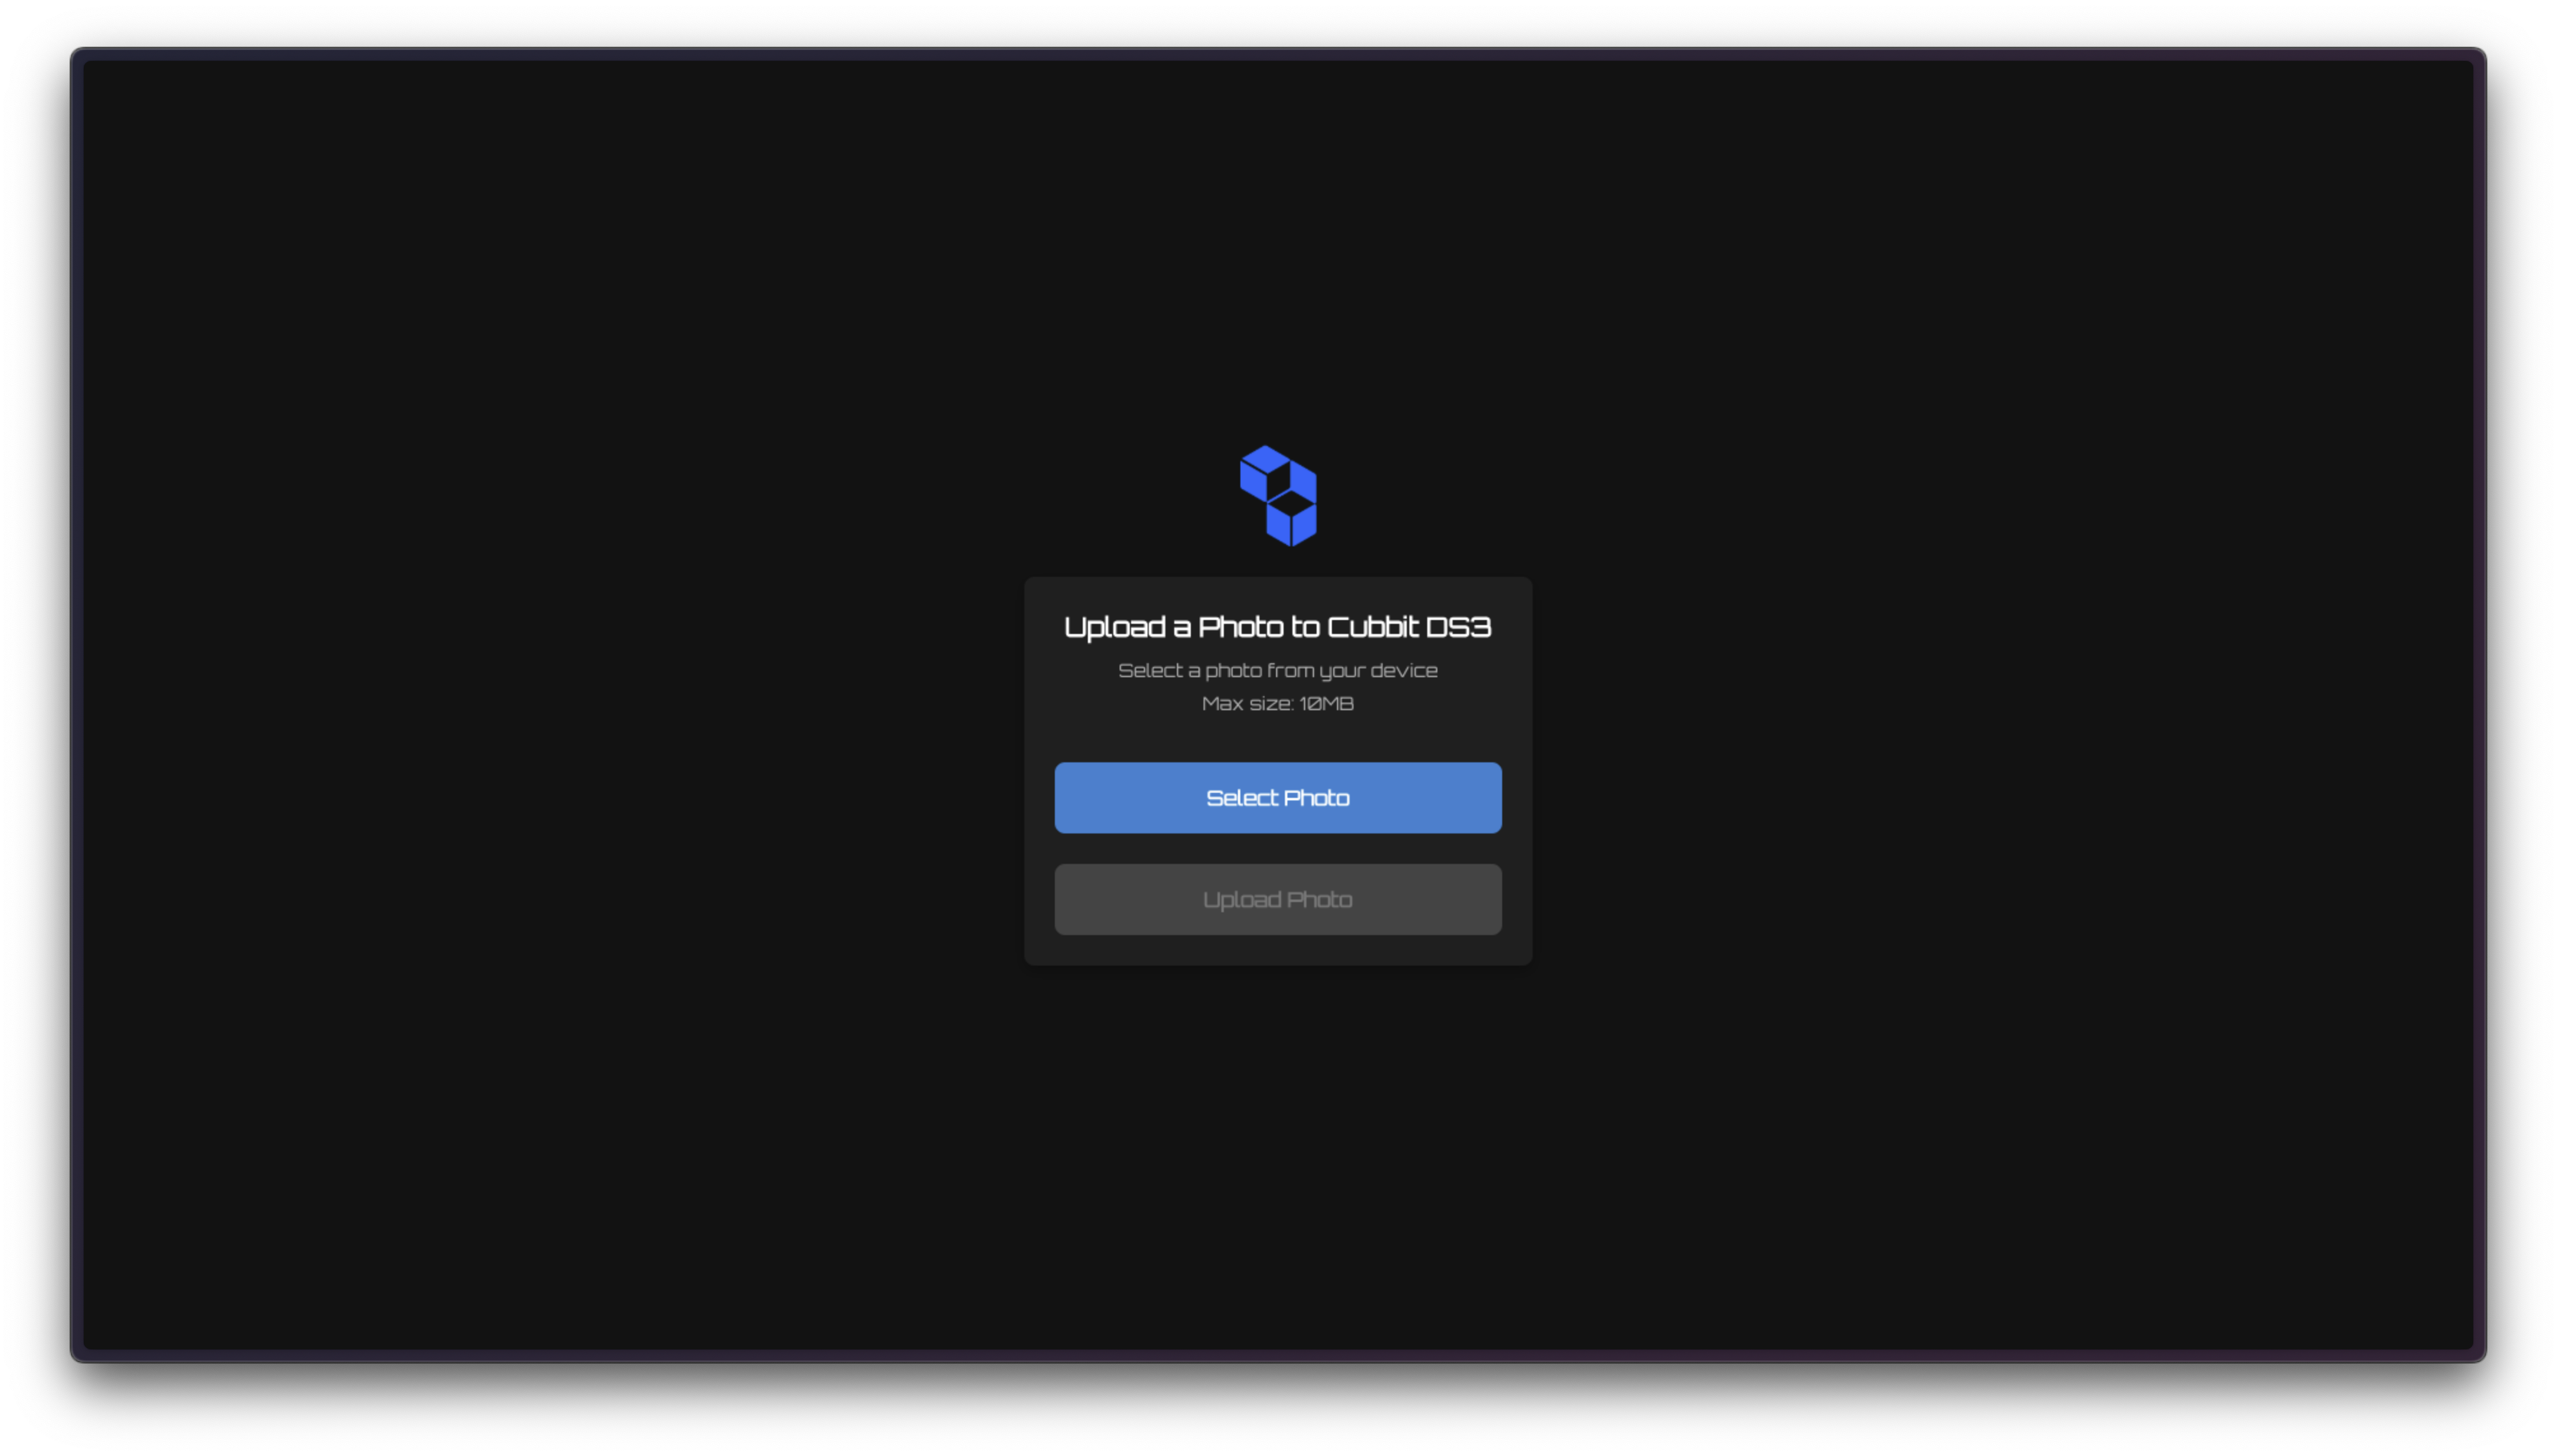 Upload a Photo to Cubbit DS3
Select a photo from your device
Max size: 10MB
Select Photo
Upload Photo